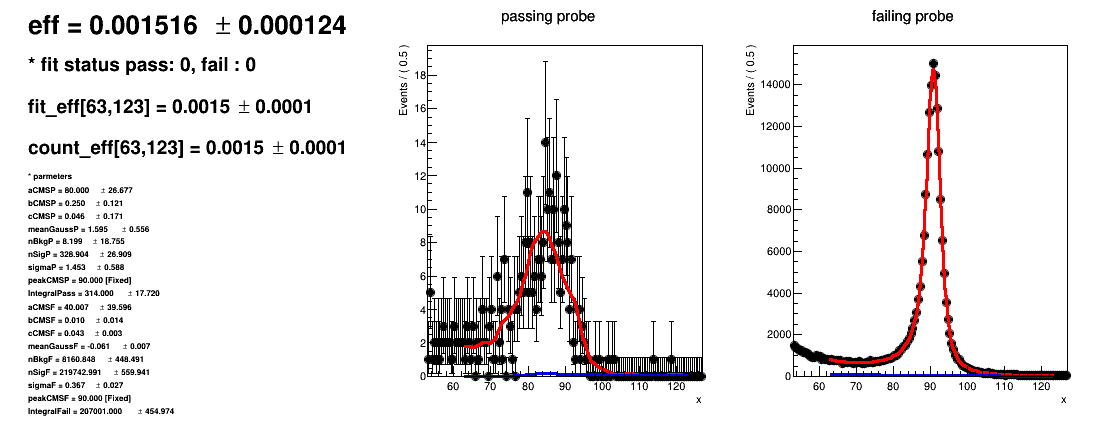 eff = 0.001516 ± 0.000124
* fit status pass: 0, fail : 0
fit_eff[63,123] = 0.0015 ± 0.0001
count_eff[63,123] = 0.0015 ± 0.0001
* parmeters
aCMSP = 80.000 ± 26.677
bCMSP = 0.250 ± 0.121
cCMSP = 0.046 ± 0.171
meanGaussP = 1.595 ± 0.556
nBkgP = 8.199 ± 18.755
nSigP = 328.904 ± 26.909
sigmaP = 1.453 ± 0.588
peakCMSP = 90.000 [Fixed]
IntegralPass = 314.000 ± 17.720
aCMSF = 40.007 ± 39.596
bCMSF = 0.010 ± 0.014
cCMSF = 0.043 ± 0.003
meanGaussF = -0.061 ± 0.007
nBkgF = 8160.848 ± 448.491
nSigF = 219742.991 ± 559.941
sigmaF = 0.367 ± 0.027
peakCMSF = 90.000 [Fixed]
IntegralFail = 207001.000 ± 454.974
passing probe
Events / ( 0.5 )
18
16
14
12
10
8
6
4
2
0
60 70 80 90 100 110 120
x
failing probe
Events / ( 0.5 )
14000
12000
10000
8000
6000
4000
2000
0
60 70 80 90 100 110 120
x